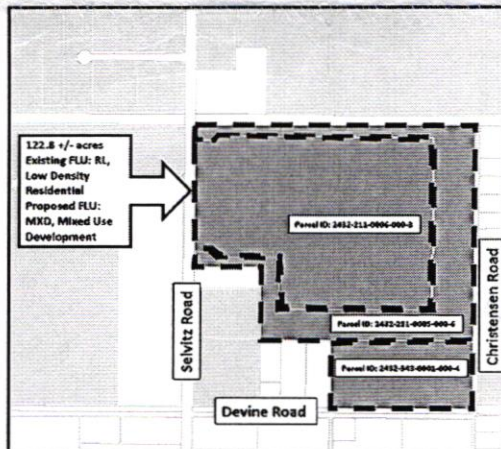 122.8 +/- acres
Existing FLU: RL,
Low Density
Residential
Proposed FLU:
MXD, Mixed Use
Development
Parcel ID: 2432-211-0006-000-3
Parcel ID: 2432-231-0005-000-6
Parcel ID: 2432-343-0001-000-4
Selvitz Road
Christensen Road
Devine Road